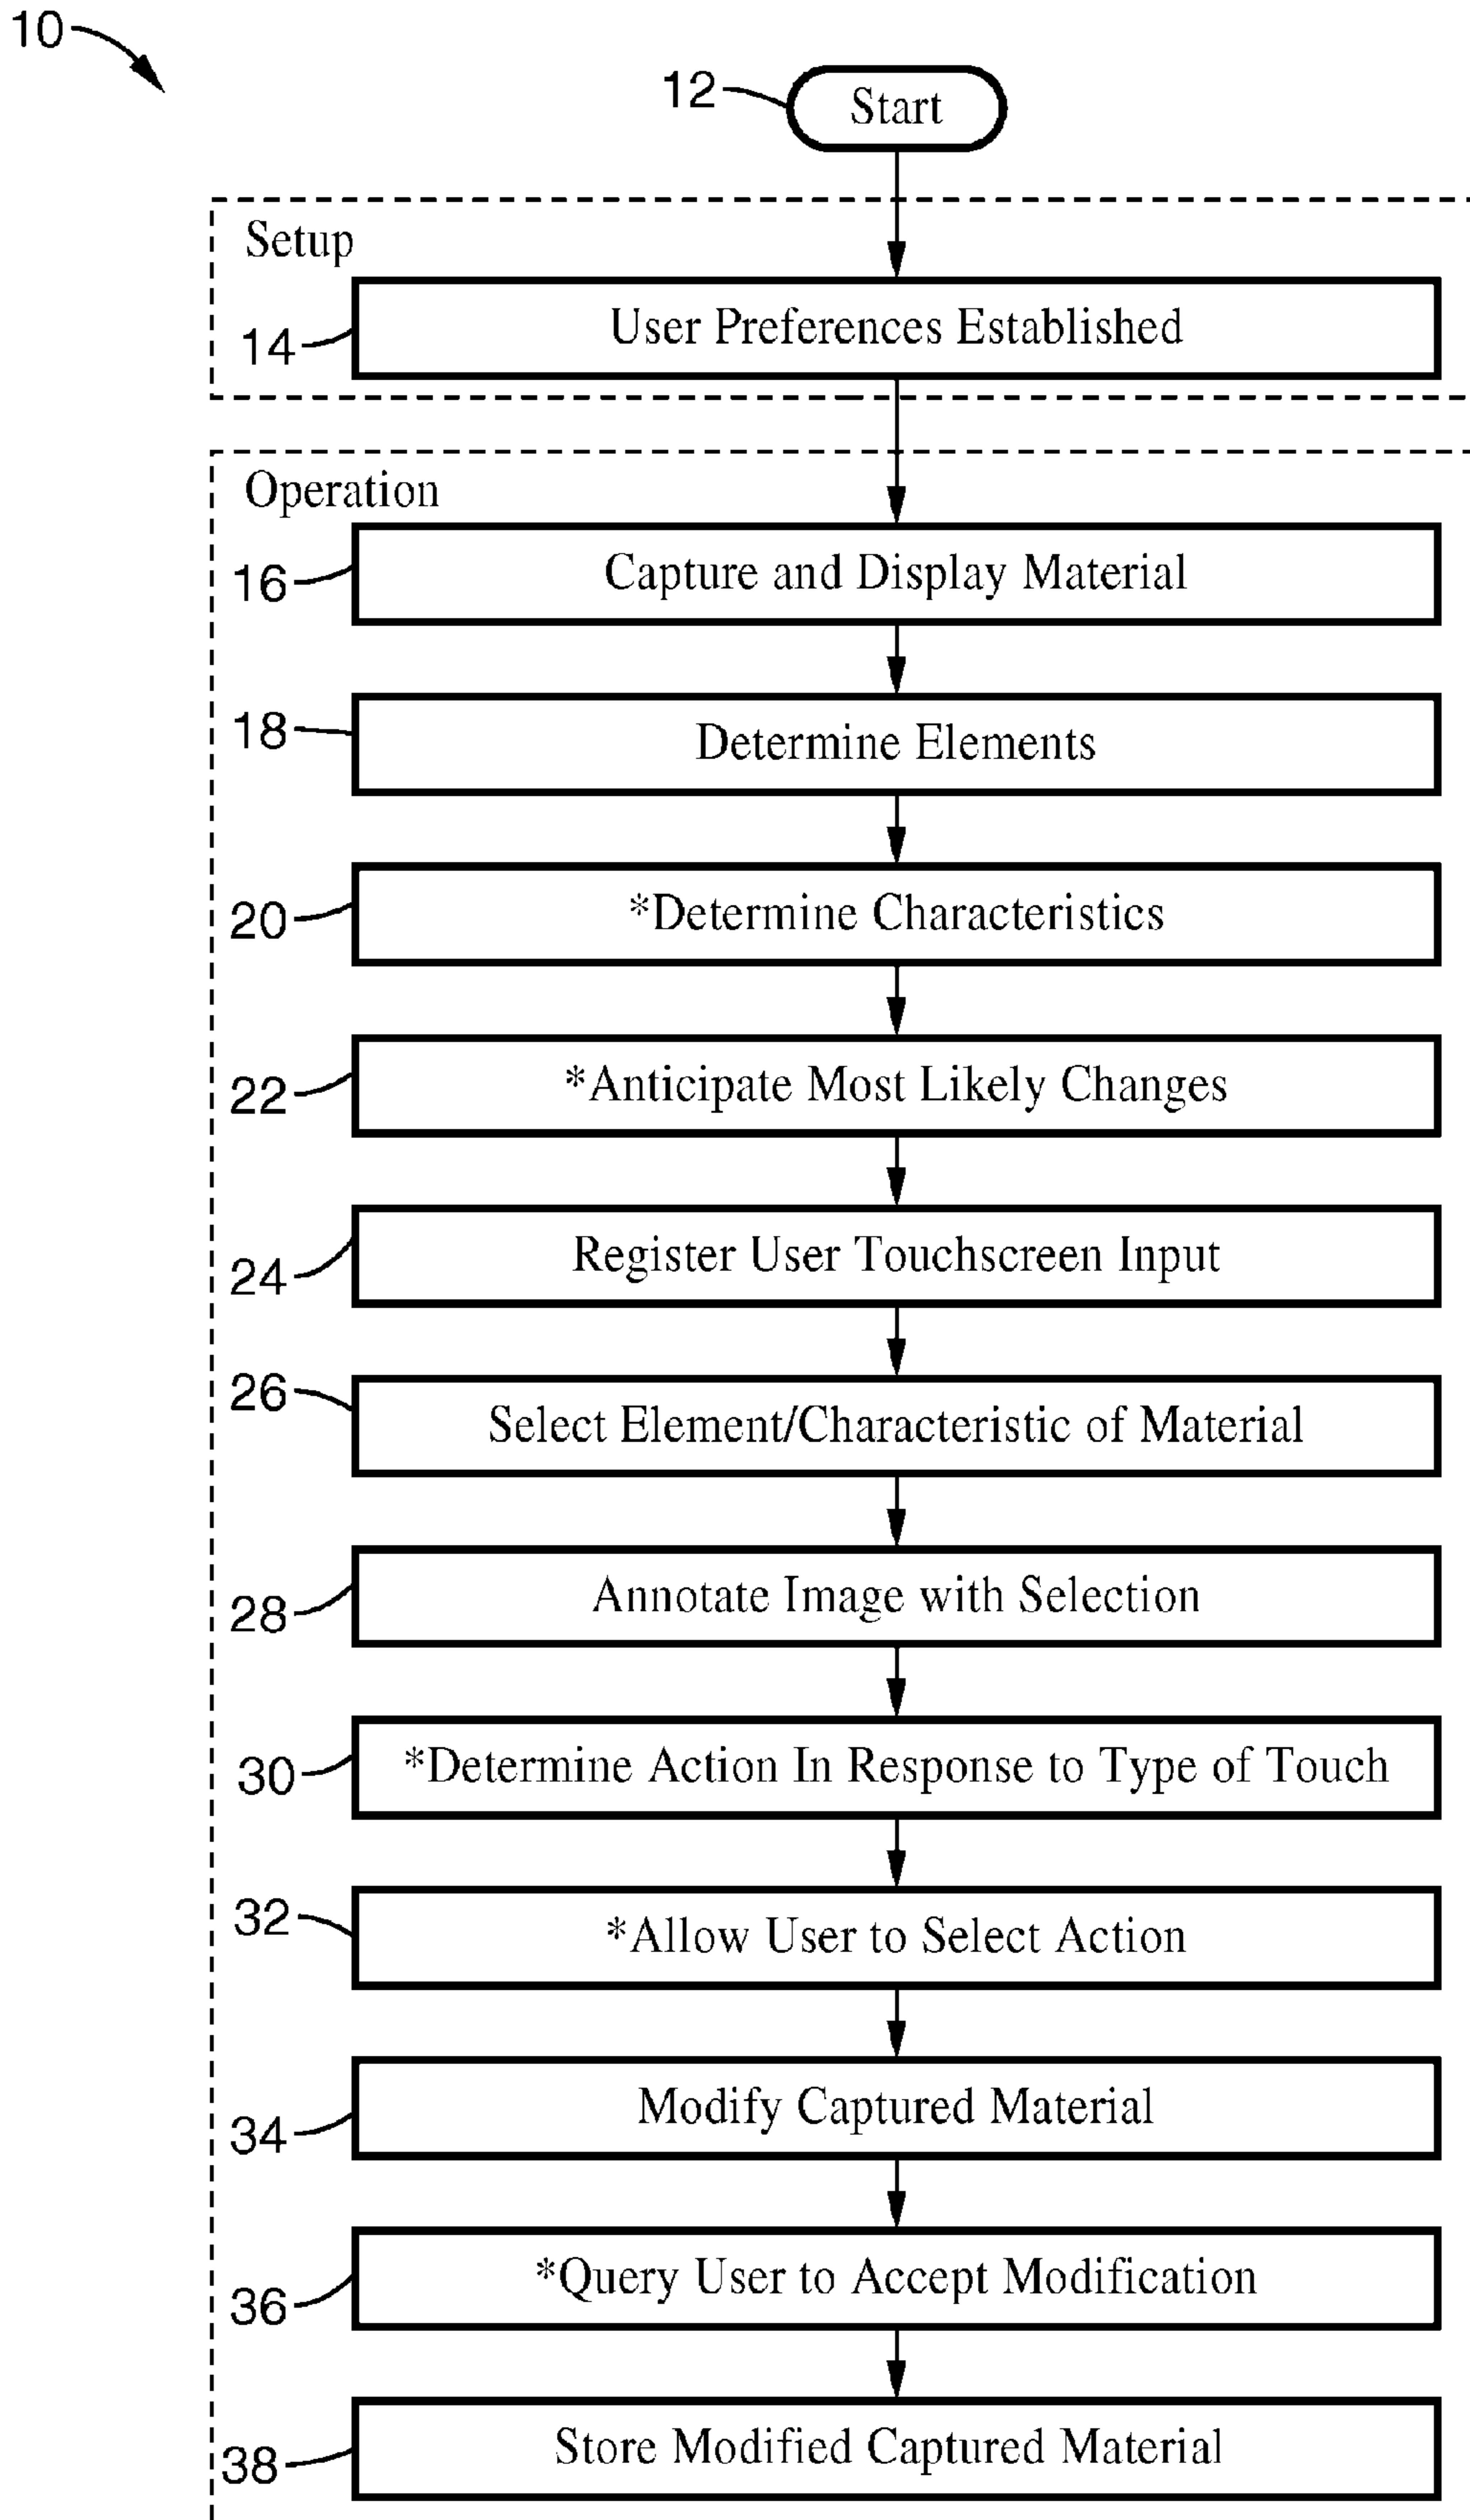 10
12
Start
Setup
14
User Preferences Established
Operation
16
Capture and Display Material
18
Determine Elements
20
*Determine Characteristics
22
*Anticipate Most Likely Changes
24
Register User Touchscreen Input
26
Select Element/Characteristic of Material
28
Annotate Image with Selection
30
*Determine Action In Response to Type of Touch
32
*Allow User to Select Action
34
Modify Captured Material
36
*Query User to Accept Modification
38
Store Modified Captured Material